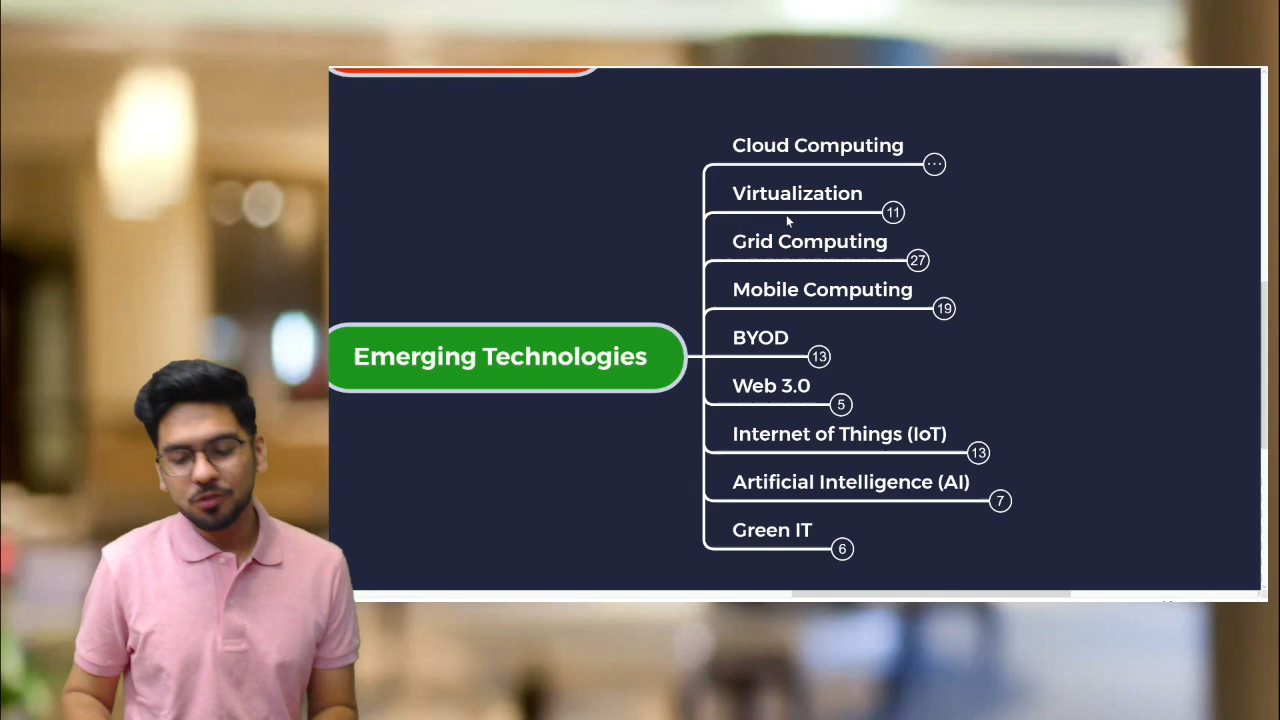 Cloud Computing
...
Virtualization
11
Grid Computing
27
Mobile Computing
19
BYOD
13
Emerging Technologies
Web 3.0
5
Internet of Things (IoT)
13
Artificial Intelligence (AI)
7
Green IT
6